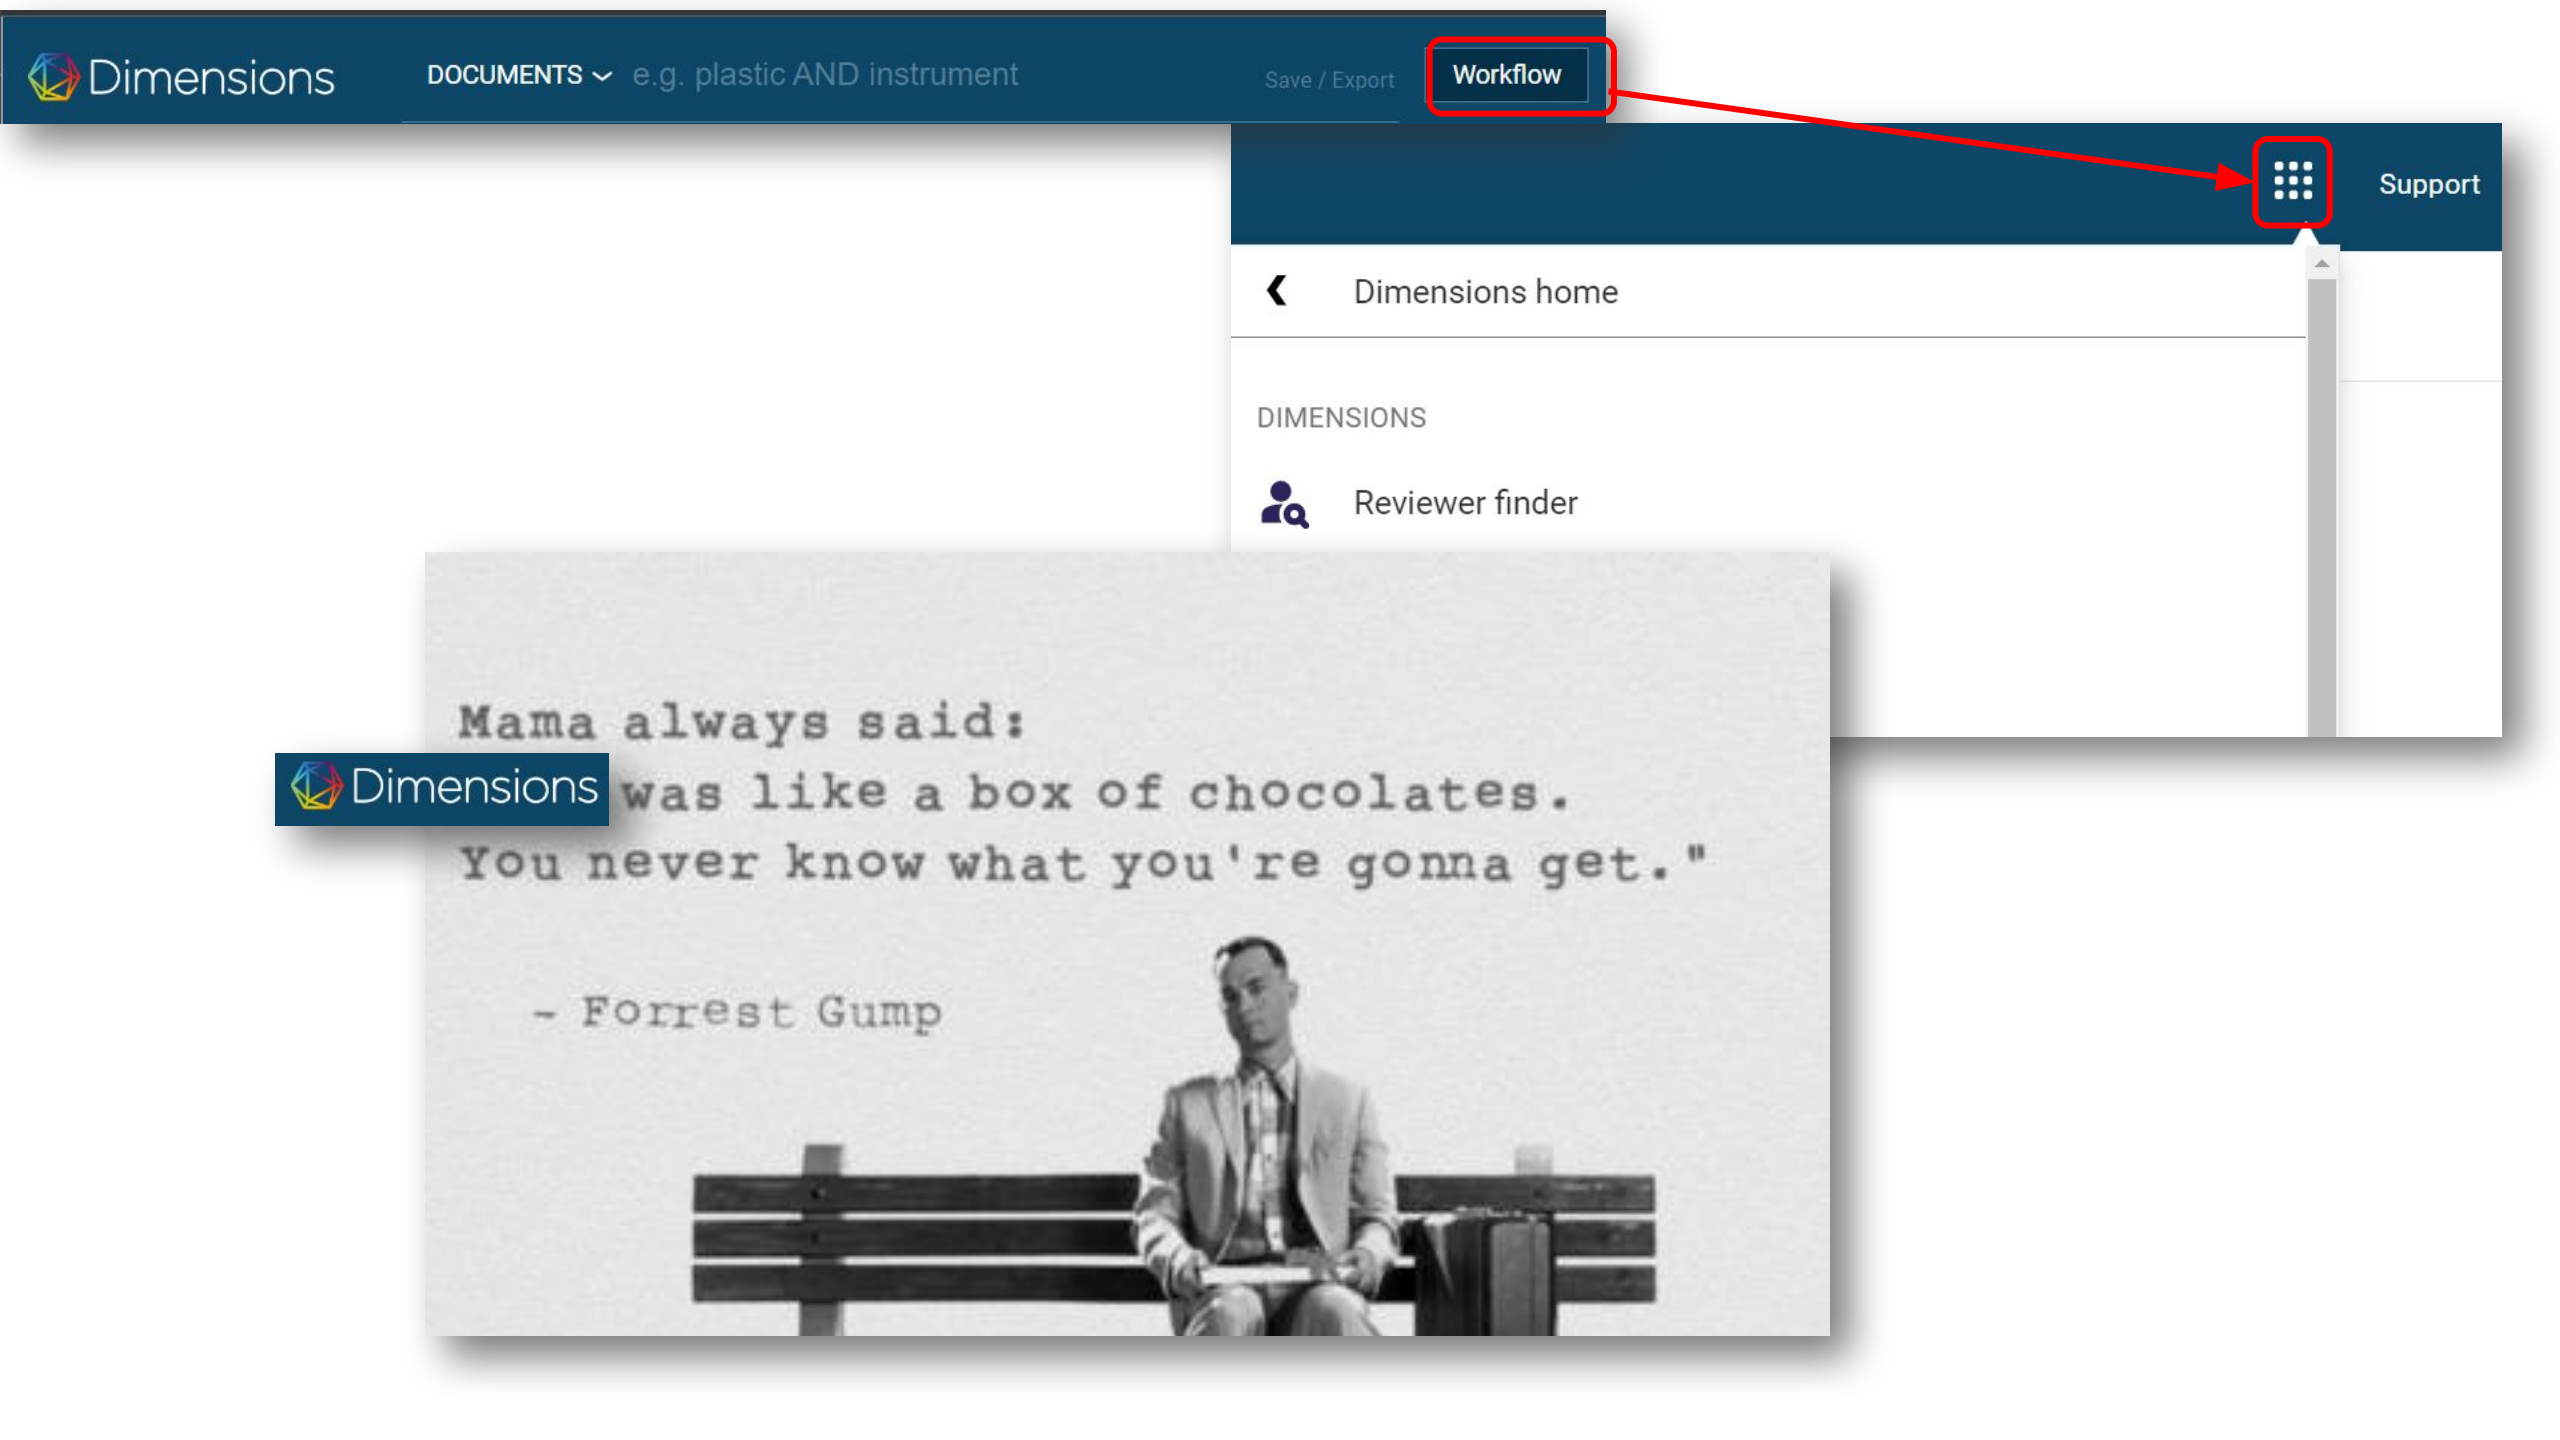 Dimensions
DOCUMENTS e.g. plastic AND instrument
Save / Export
Workflow
Support
Dimensions home
DIMENSIONS
Reviewer finder
Mama always said:
Dimensions was like a box of chocolates.
You never know what you're gonna get."
~ Forrest Gump